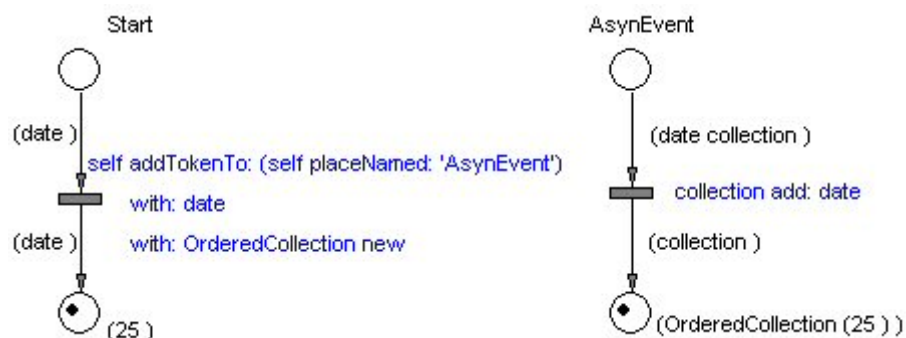 Start
AsynEvent
(date )
(date collection )
self addTokenTo: (self placeNamed: 'AsynEvent')
with: date
collection add: date
(date )
with: OrderedCollection new
(collection )
(25 )
(OrderedCollection (25 ) )